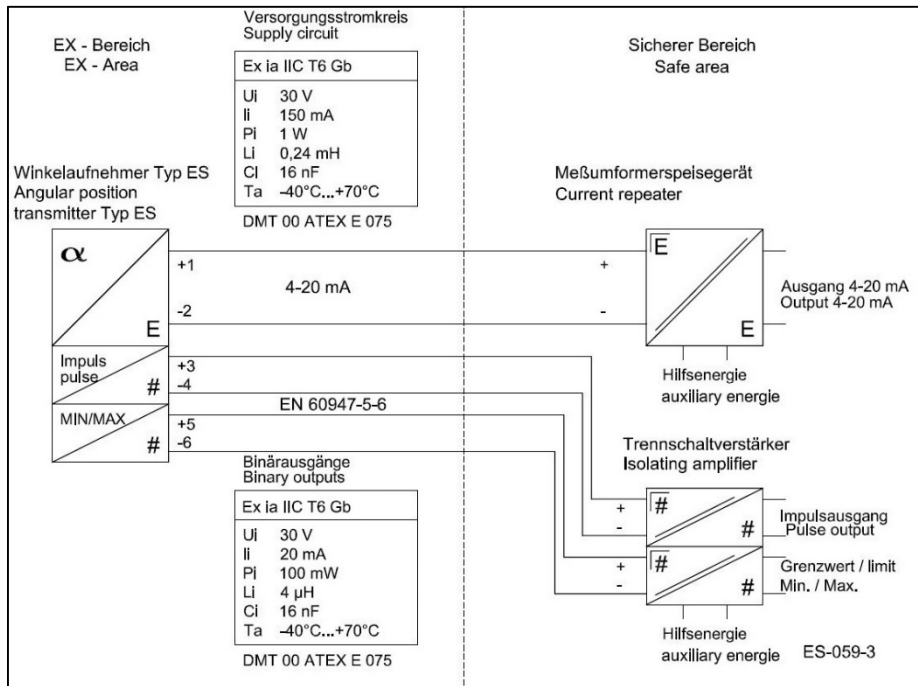 EX - Bereich
EX - Area
Versorgungsstromkreis
Supply circuit
Ex ia IIC T6 Gb
Ui 30 V
Ii 150 mA
Pi 1 W
Li 0,24 mH
CI 16 nF
Ta -40°C...+70°C
DMT 00 ATEX E 075
Sicherer Bereich
Safe area
Winkelaufnehmer Typ ES
Angular position
transmitter Typ ES
Meßumformerspeisegerät
Current repeater
α
E
+1
4-20 mA
-2
+
-
E
E
Ausgang 4-20 mA
Output 4-20 mA
Hilfsenergie
auxiliary energie
Impuls
pulse
#
+3
-4
MIN/MAX
#
EN 60947-5-6
+5
-6
Trennschaltverstärker
Isolating amplifier
Binärausgänge
Binary outputs
Ex ia IIC T6 Gb
Ui 30 V
Ii 20 mA
Pi 100 mW
Li 4 µH
Ci 16 nF
Ta -40°C...+70°C
DMT 00 ATEX E 075
+
-
#
#
Impulsausgang
Pulse output
+
-
#
#
Grenzwert / limit
Min. / Max.
Hilfsenergie
auxiliary energie
ES-059-3